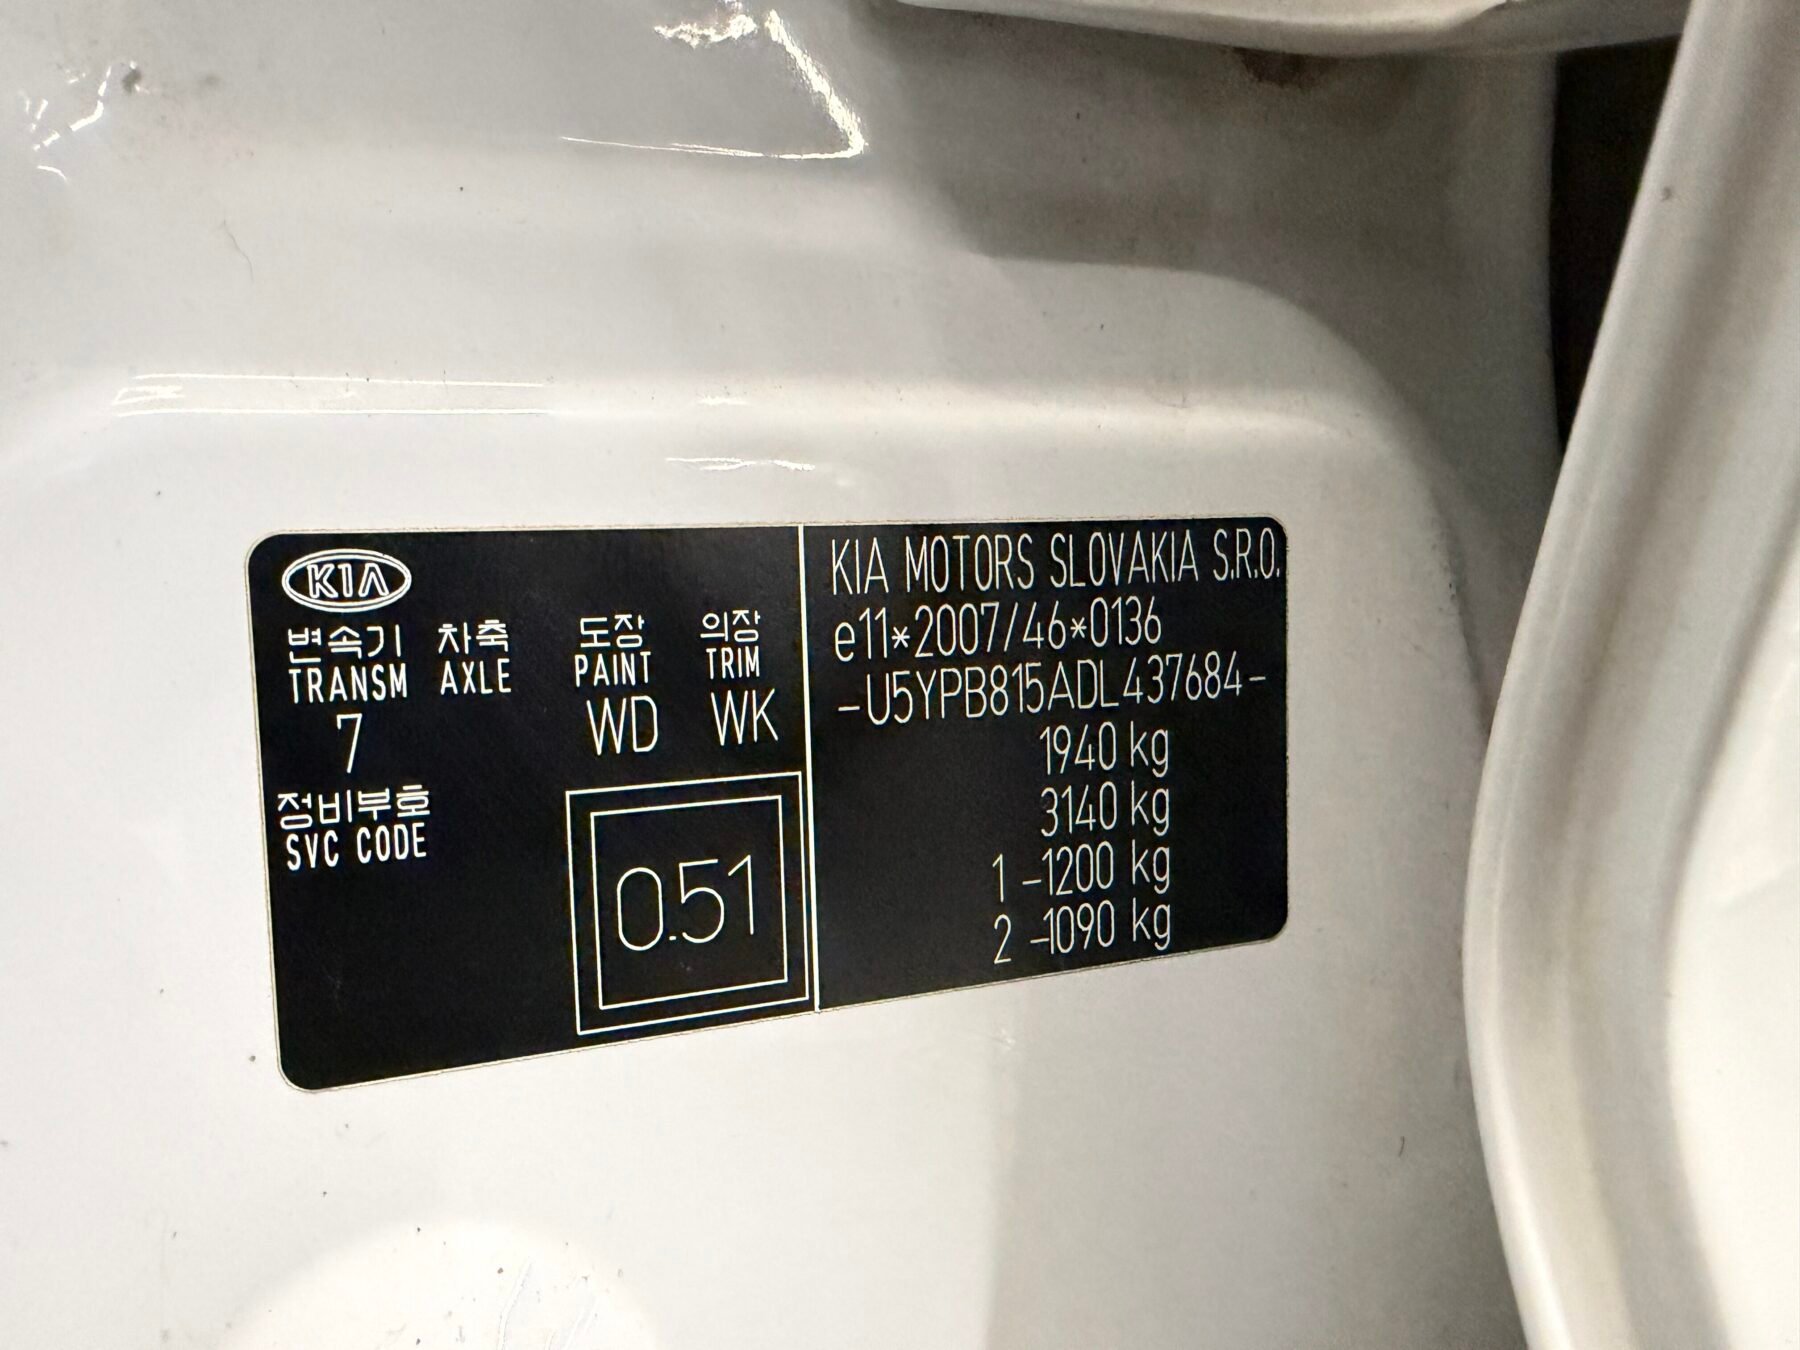 KIA
변속기 차축 도장 의장
TRANSM AXLE PAINT TRIM
7 WD WK
정비부호
SVC CODE
0.51
KIA MOTORS SLOVAKIA S.R.O.
e11*2007/46*0136
-U5YPB815ADL437684-
1940 kg
3140 kg
1 -1200 kg
2 -1090 kg